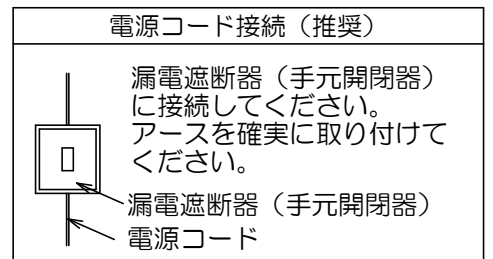 電源コード接続（推奨）
漏電遮断器（手元開閉器）
に接続してください。
アースを確実に取り付けて
ください。
漏電遮断器（手元開閉器）
電源コード